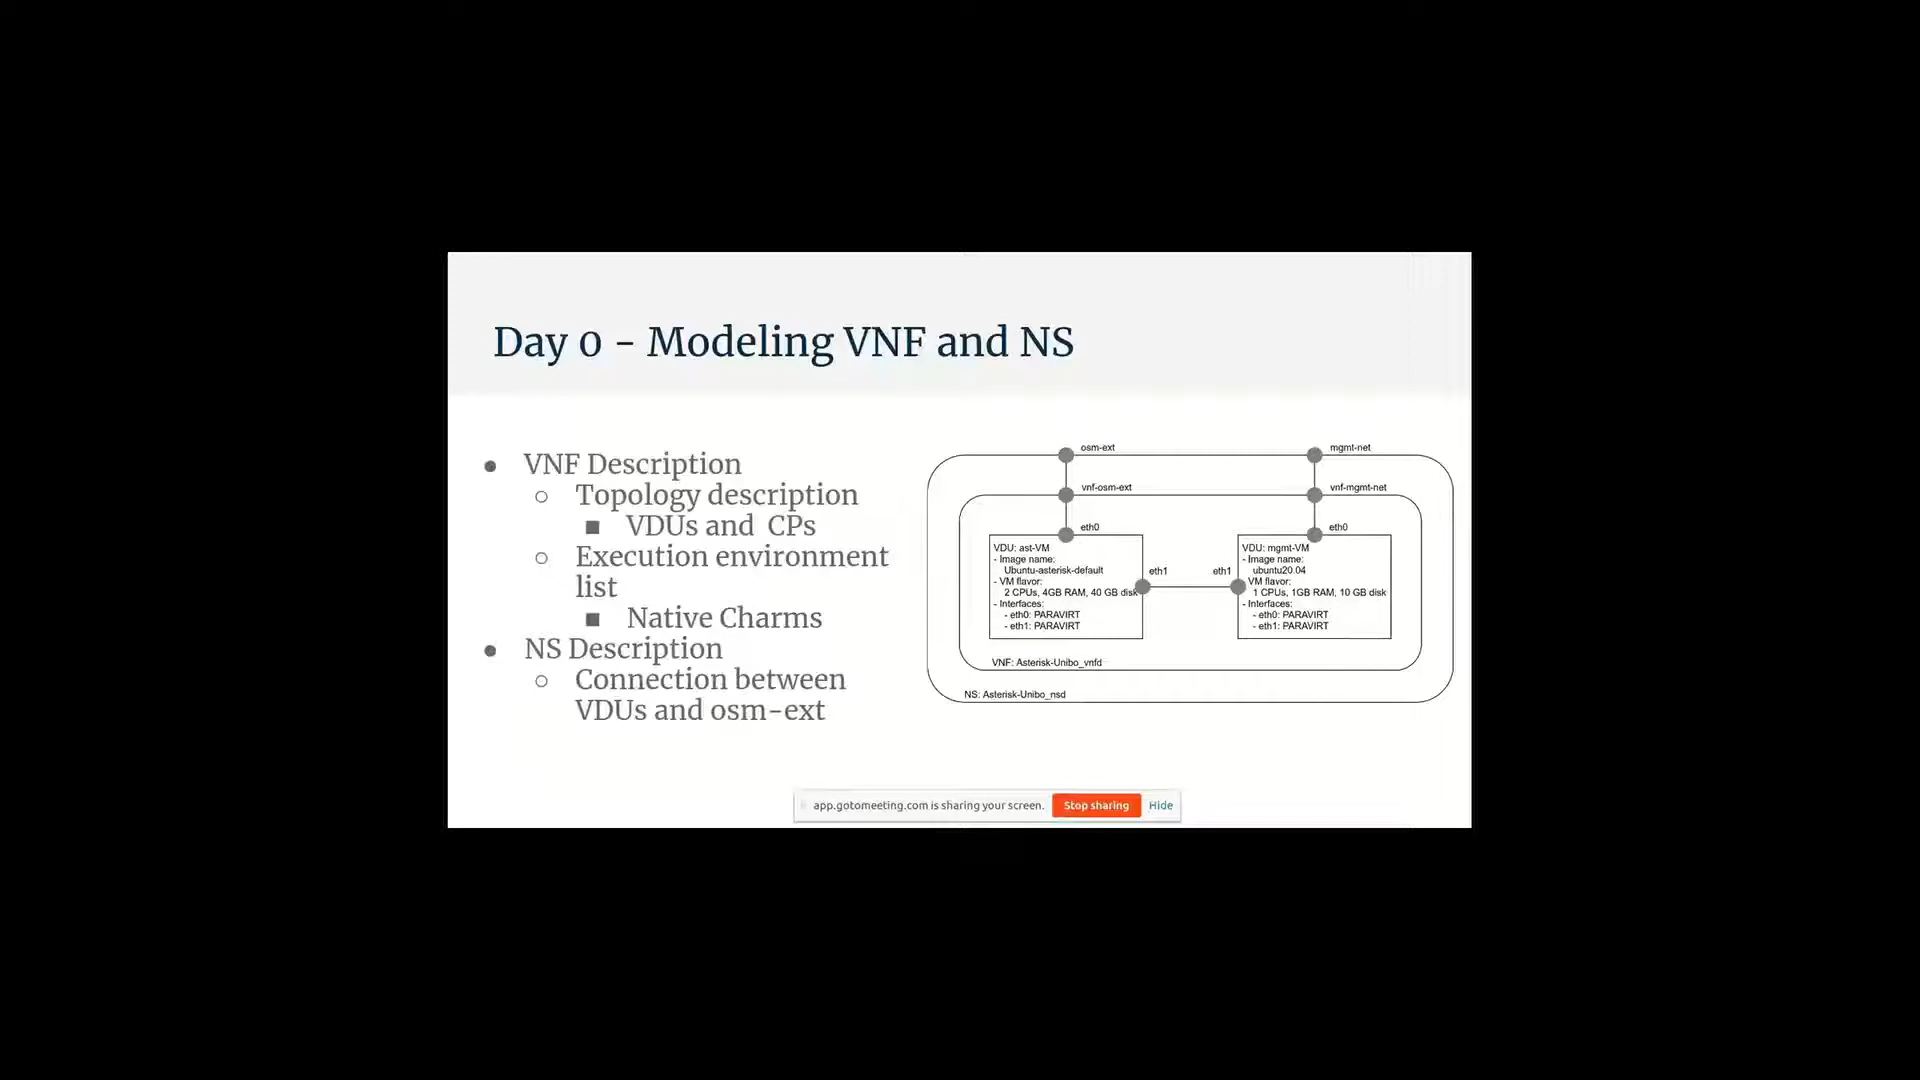 Day 0 - Modeling VNF and NS
● VNF Description
○ Topology description
■ VDUs and CPs
○ Execution environment
list
■ Native Charms
● NS Description
○ Connection between
VDUs and osm-ext
osm-ext
mgmt-net
vnf-osm-ext
vnf-mgmt-net
eth0
eth0
VDU: ast-VM
- Image name:
Ubuntu-asterisk-default
- VM flavor:
2 CPUs, 4GB RAM, 40 GB disk
- Interfaces:
- eth0: PARAVIRT
- eth1: PARAVIRT
eth1
eth1
VDU: mgmt-VM
- Image name:
ubuntu20.04
VM flavor:
1 CPUs, 1GB RAM, 10 GB disk
- Interfaces:
- eth0: PARAVIRT
- eth1: PARAVIRT
VNF: Asterisk-Unibo_vnfd
NS: Asterisk-Unibo_nsd
app.gotomeeting.com is sharing your screen. Stop sharing Hide